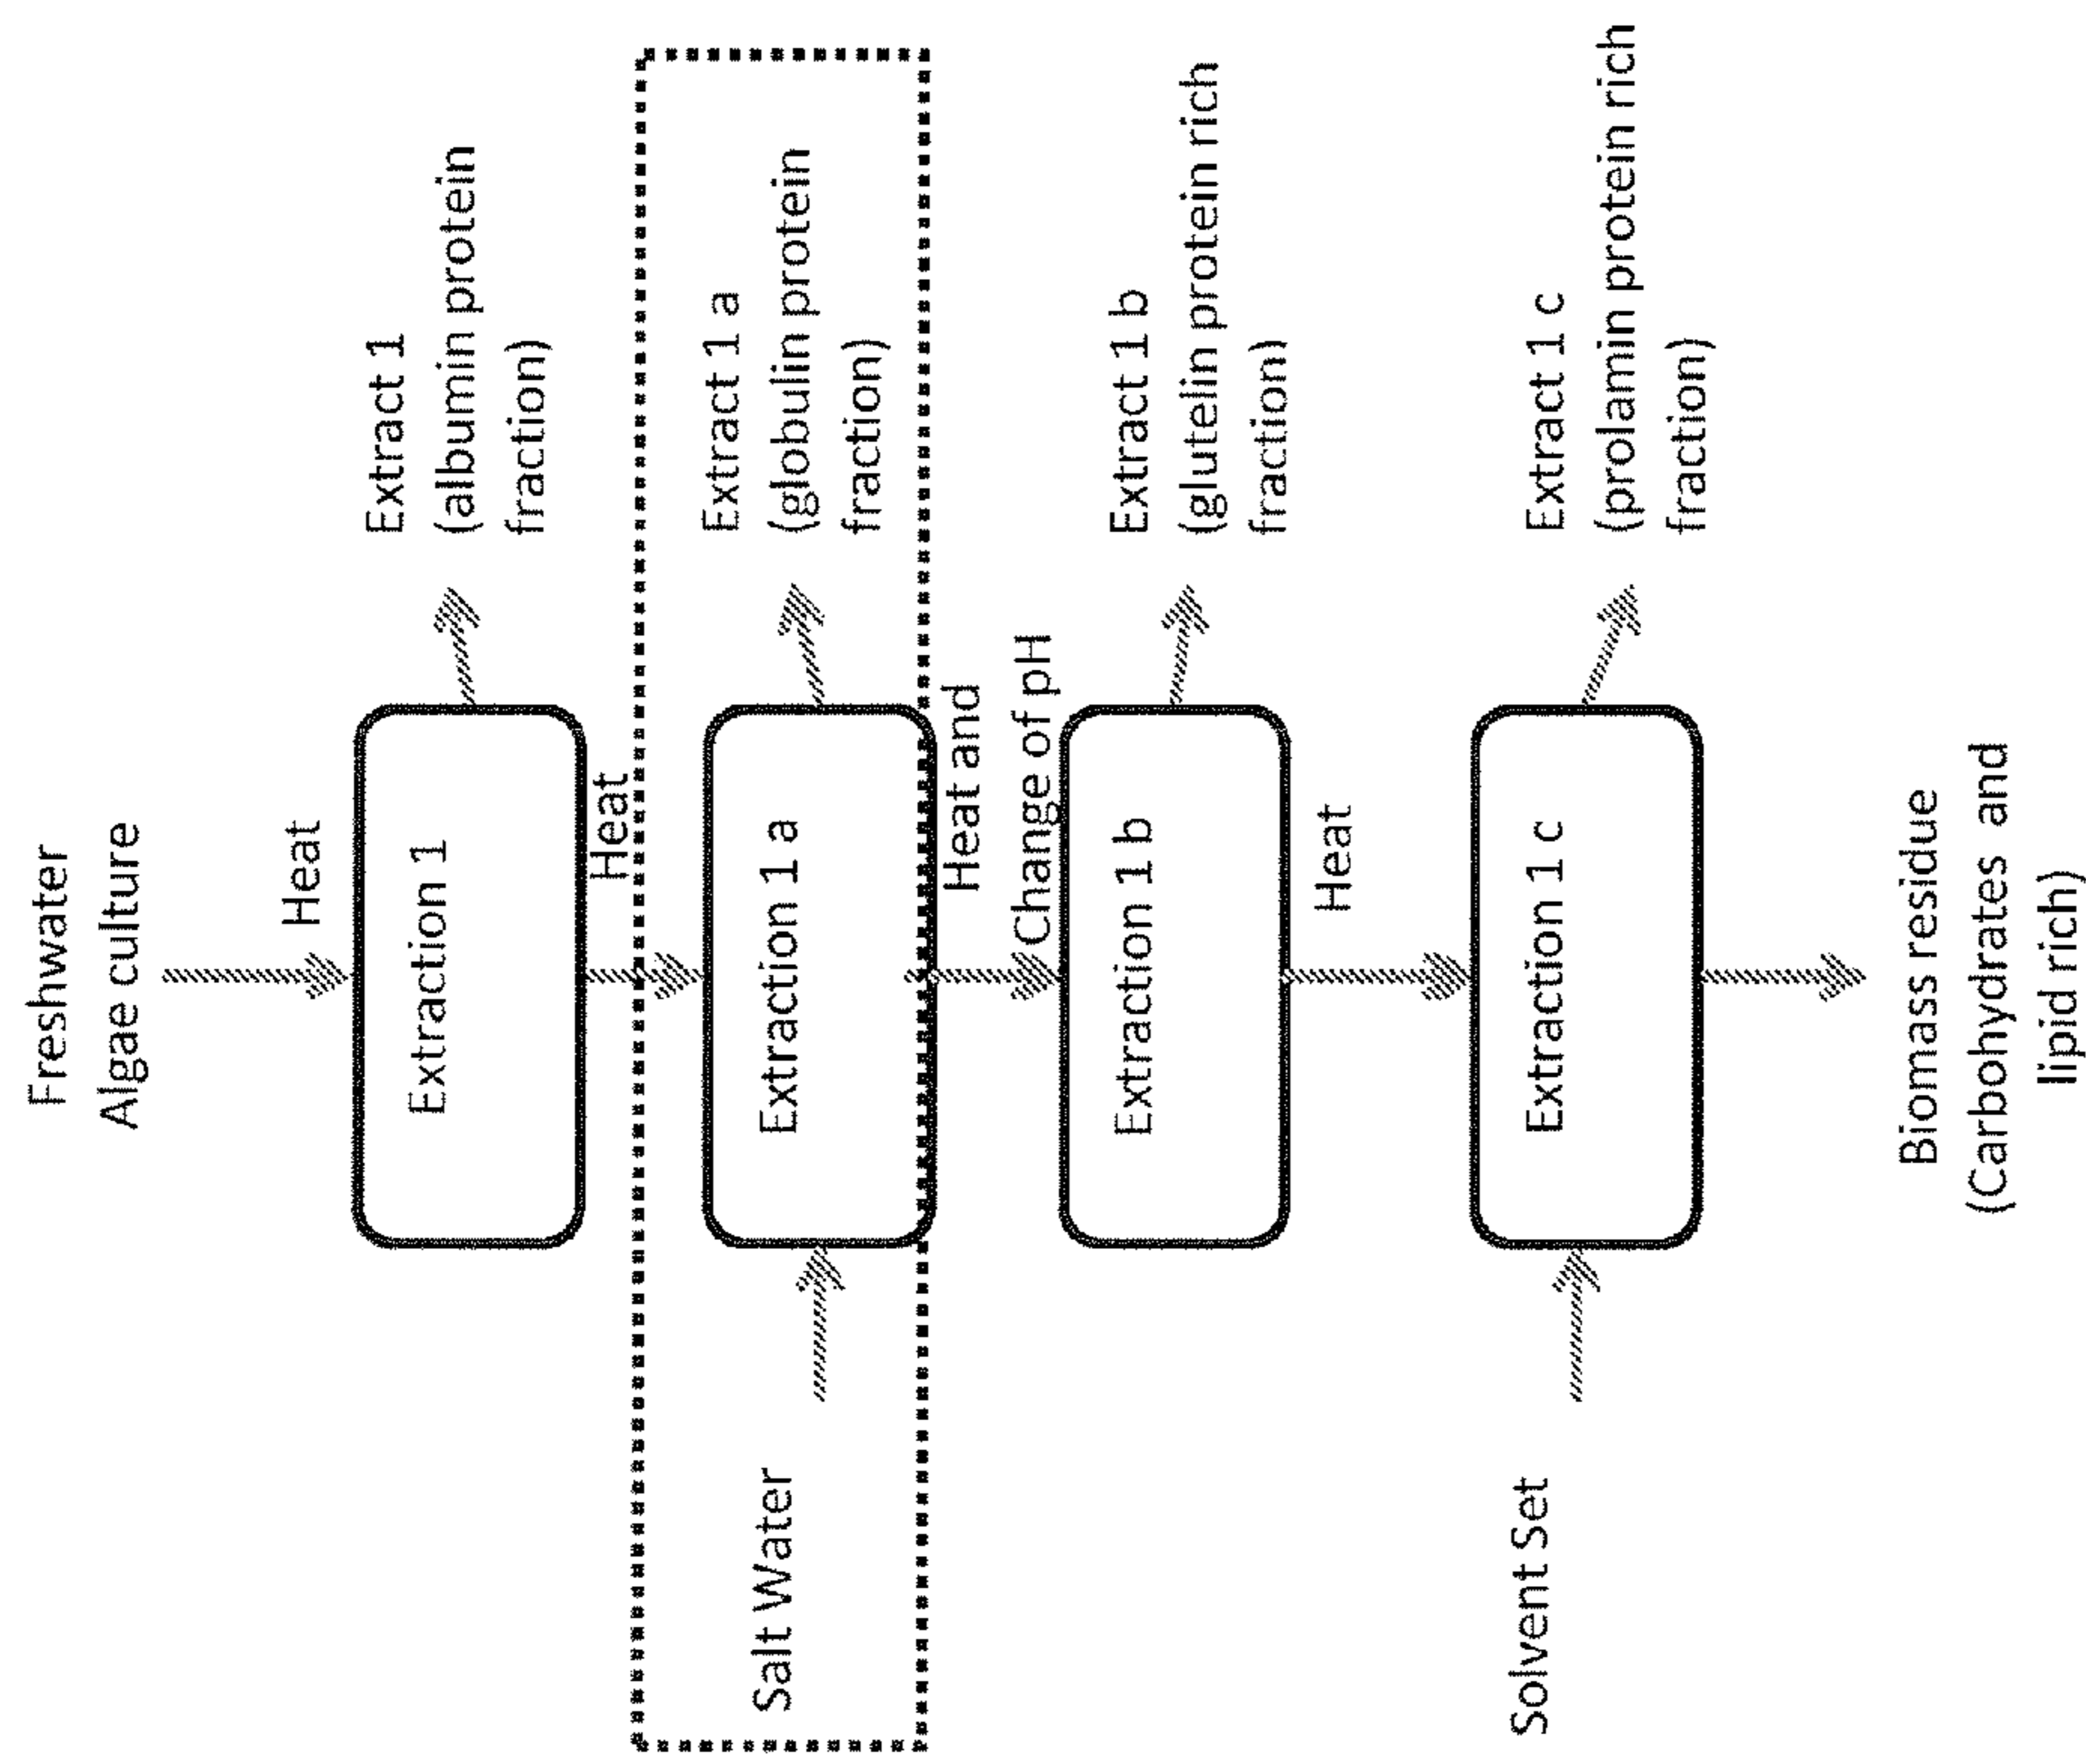 Freshwater
Algae culture
Heat
Extraction 1
Extract 1
(albumin protein
fraction)
Heat
Salt Water
Extraction 1 a
Extract 1 a
(globulin protein
fraction)
Heat and
Change of pH
Extraction 1 b
Extract 1 b
(glutelin protein rich
fraction)
Heat
Solvent Set
Extraction 1 c
Extract 1 c
(prolamin protein rich
fraction)
Biomass residue
(Carbohydrates and
lipid rich)